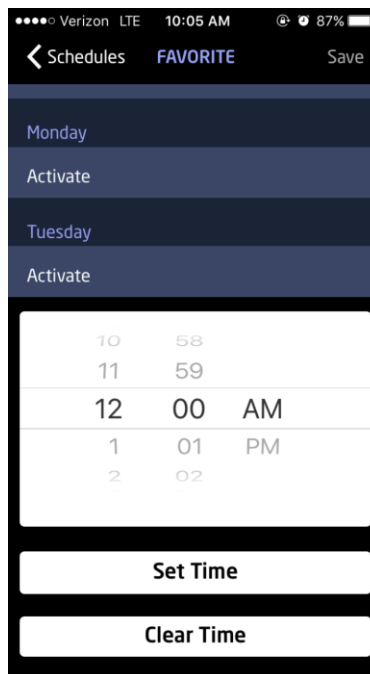 Verizon LTE 10:05 AM 87%
Schedules FAVORITE Save
Monday
Activate
Tuesday
Activate
10 58
11 59
12 00 AM
1 01 PM
2 02
Set Time
Clear Time